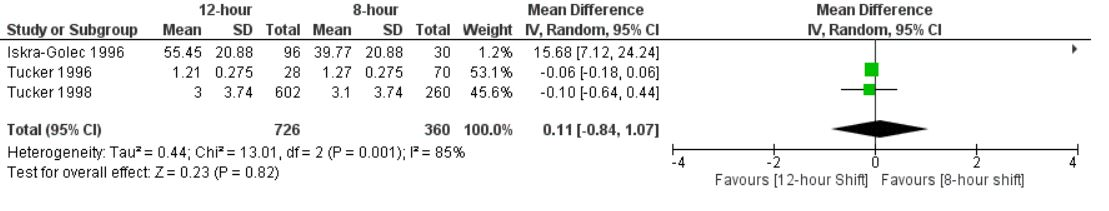 12-hour 8-hour Mean Difference Mean Difference
Study or Subgroup Mean SD Total Mean SD Total Weight IV, Random, 95% CI IV, Random, 95% CI
Iskra-Golec 1996 55.45 20.88 96 39.77 20.88 30 1.2% 15.68 [7.12, 24.24]
Tucker 1996 1.21 0.275 28 1.27 0.275 70 53.1% -0.06 [-0.18, 0.06]
Tucker 1998 3 3.74 602 3.1 3.74 260 45.6% -0.10 [-0.64, 0.44]
Total (95% CI) 726 360 100.0% 0.11 [-0.84, 1.07]
Heterogeneity: Tau² = 0.44; Chi² = 13.01, df = 2 (P = 0.001); I² = 85%
Test for overall effect: Z = 0.23 (P = 0.82)
-4 -2 0 2 4
Favours [12-hour Shift] Favours [8-hour shift]